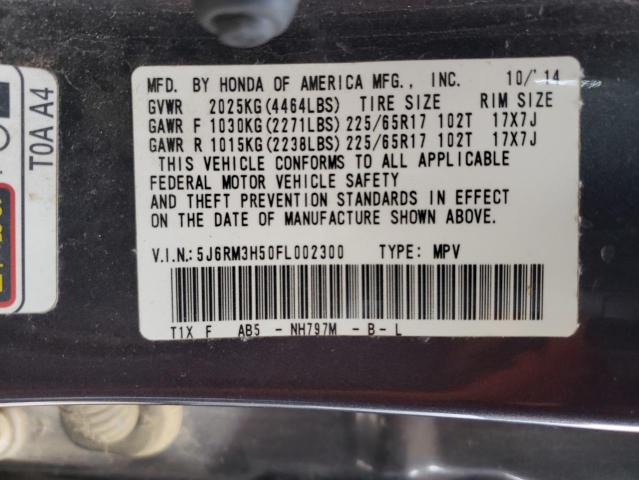 MFD. BY HONDA OF AMERICA MFG., INC. 10/'14
GVWR 2025KG(4464LBS) TIRE SIZE RIM SIZE
GAWR F 1030KG(2271LBS) 225/65R17 102T 17X7J
GAWR R 1015KG(2238LBS) 225/65R17 102T 17X7J
THIS VEHICLE CONFORMS TO ALL APPLICABLE
FEDERAL MOTOR VEHICLE SAFETY
AND THEFT PREVENTION STANDARDS IN EFFECT
ON THE DATE OF MANUFACTURE SHOWN ABOVE.
V.I.N.:5J6RM3H50FL002300 TYPE: MPV
T1X F AB5 - NH797M - B - L
T0A A4